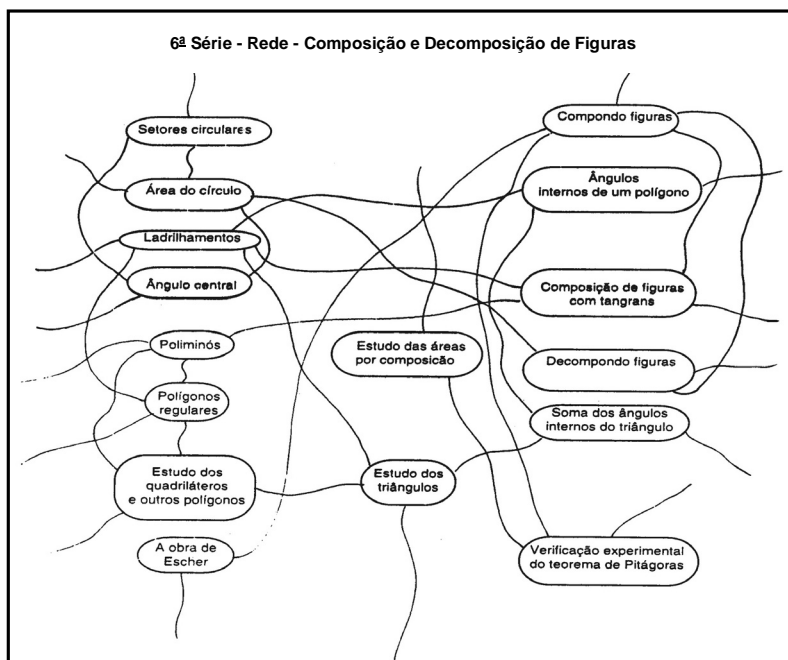 6ª Série - Rede - Composição e Decomposição de Figuras
Setores circulares
Área do círculo
Ladrilhamentos
Ângulo central
Poliminós
Polígonos
regulares
Estudo dos
quadriláteros
e outros polígonos
A obra de
Escher
Estudo das áreas
por composicão
Estudo dos
triângulos
Compondo figuras
Ângulos
internos de um polígono
Composição de figuras
com tangrans
Decompondo figuras
Soma dos ângulos
internos do triângulo
Verificação experimental
do teorema de Pitágoras